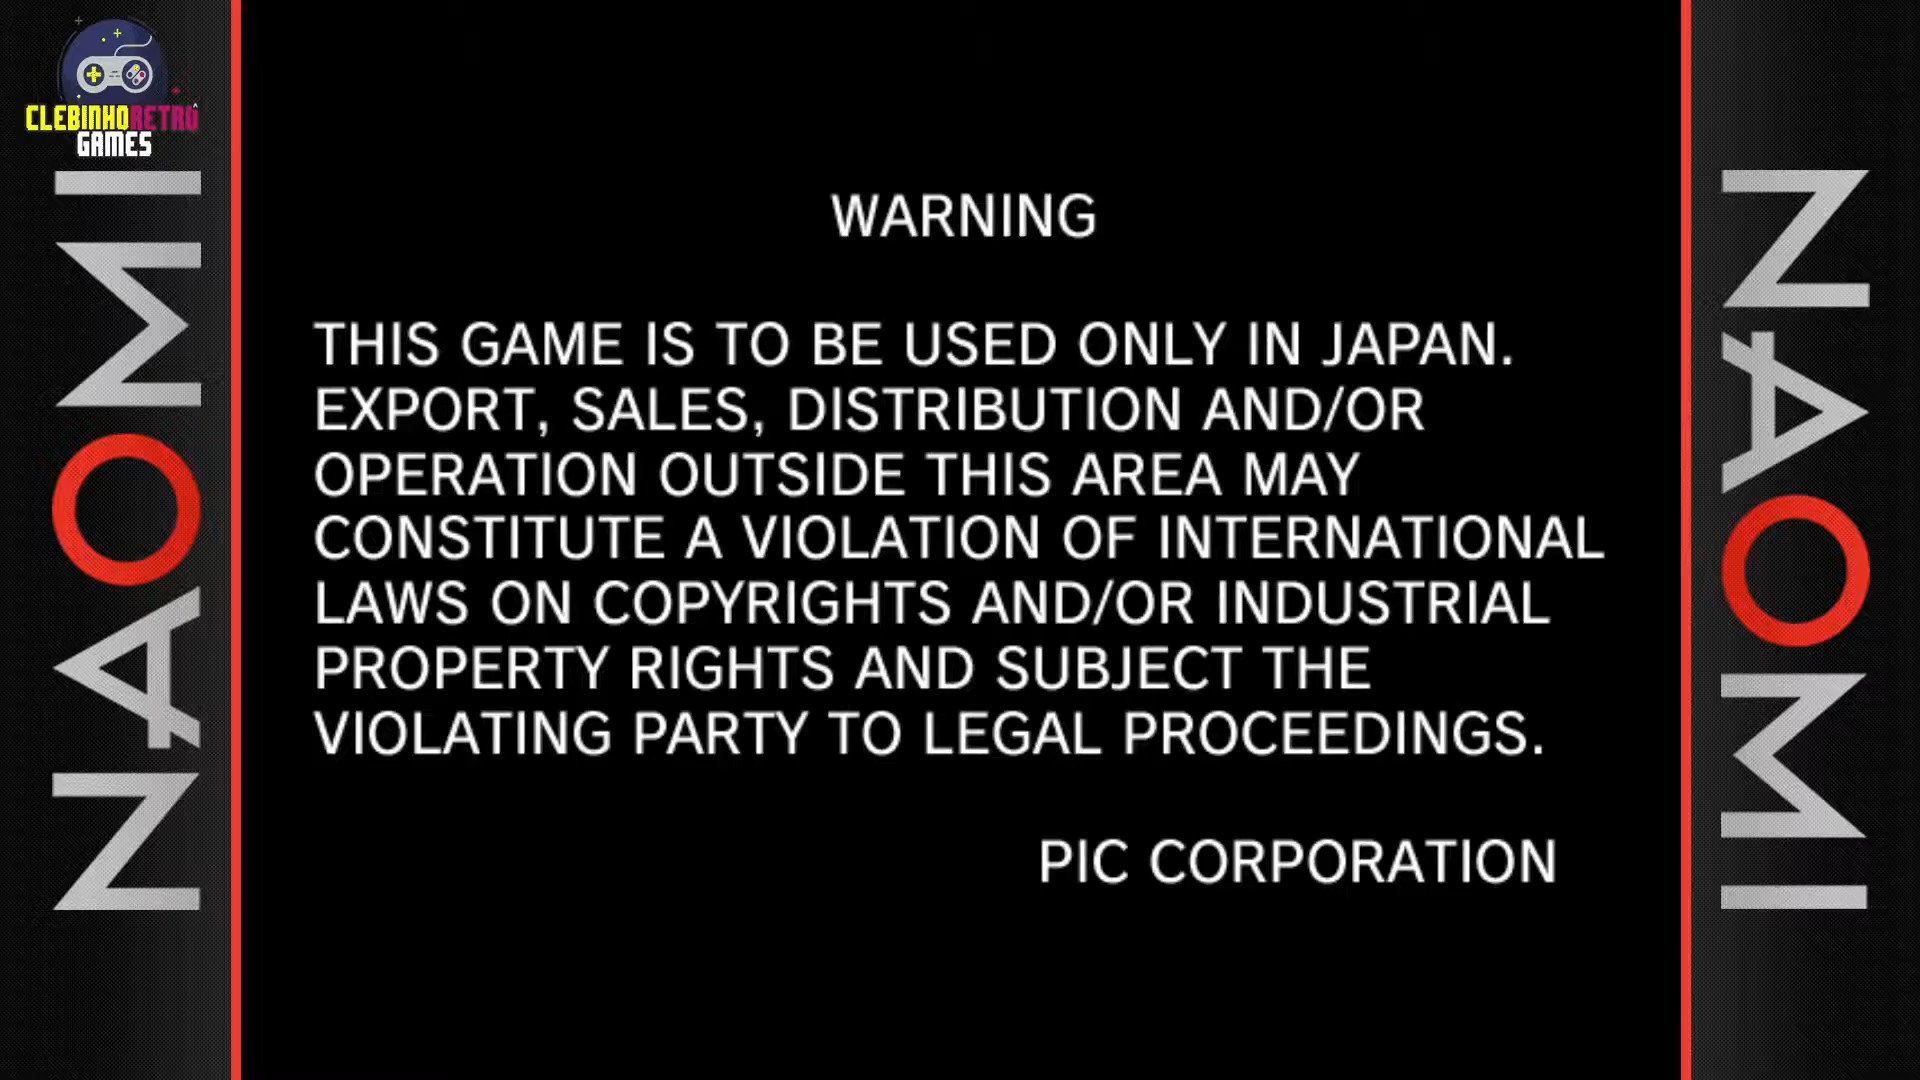 CLEBINHORETRÔ
GAMES
NAOMI
WARNING
THIS GAME IS TO BE USED ONLY IN JAPAN.
EXPORT, SALES, DISTRIBUTION AND/OR
OPERATION OUTSIDE THIS AREA MAY
CONSTITUTE A VIOLATION OF INTERNATIONAL
LAWS ON COPYRIGHTS AND/OR INDUSTRIAL
PROPERTY RIGHTS AND SUBJECT THE
VIOLATING PARTY TO LEGAL PROCEEDINGS.
PIC CORPORATION
NAOMI